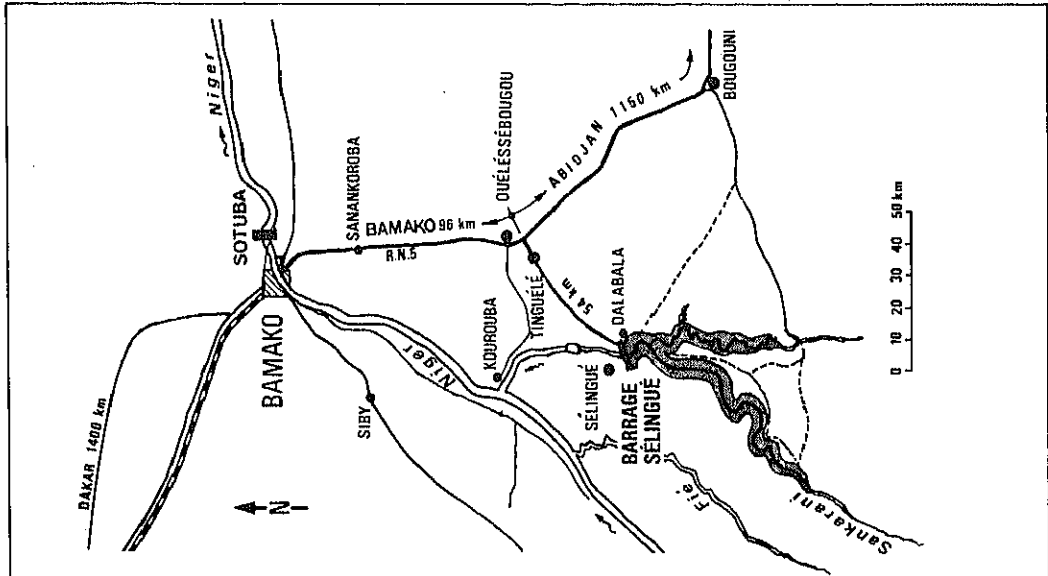 DAKAR 1400 km
Niger
SOTUBA
BAMAKO
SIBY
SANANKOROBA
BAMAKO 96 km
R.N.5
OUÉLÉSSÉBOUGOU
ABIDJAN 1160 km
BOUGOUNI
KOUROUBA
TINGUÉLÉ
54 km
DALABALA
Niger
SÉLINGUÉ
BARRAGE
SÉLINGUÉ
Fié
Sankarani
N
0 10 20 30 40 50 km